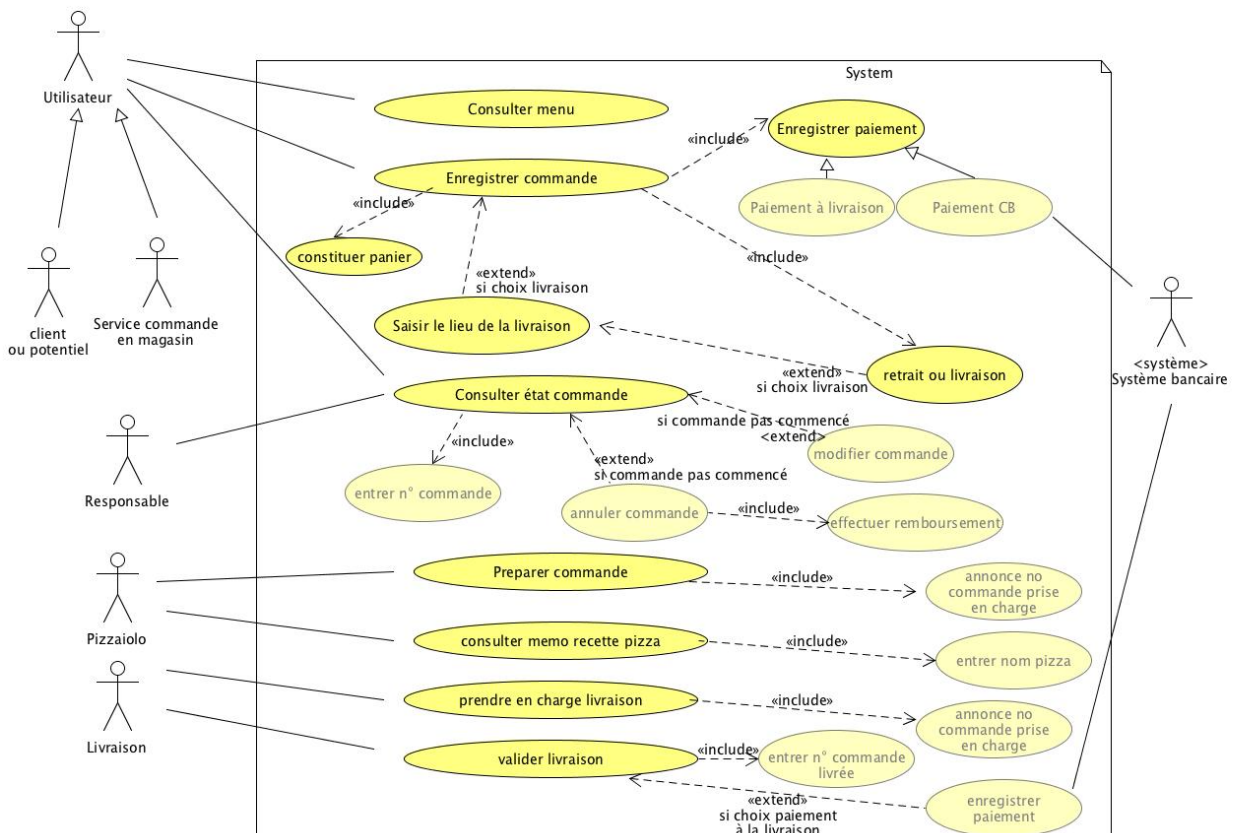 System
Utilisateur
Consulter menu
Enregistrer paiement
«include»
Enregistrer commande
Paiement à livraison
Paiement CB
«include»
constituer panier
«include»
«extend»
si choix livraison
client
ou potentiel
Service commande
en magasin
Saisir le lieu de la livraison
«extend»
si choix livraison
retrait ou livraison
<système>
Système bancaire
Consulter état commande
si commande pas commencé
<extend>
modifier commande
«include»
Responsable
entrer n° commande
«extend»
si commande pas commencé
annuler commande
«include»
effectuer remboursement
Preparer commande
«include»
annonce no
commande prise
en charge
Pizzaiolo
consulter memo recette pizza
«include»
entrer nom pizza
prendre en charge livraison
«include»
annonce no
commande prise
en charge
Livraison
valider livraison
«include»
entrer n° commande
livrée
«extend»
si choix paiement
à la livraison
enregistrer
paiement